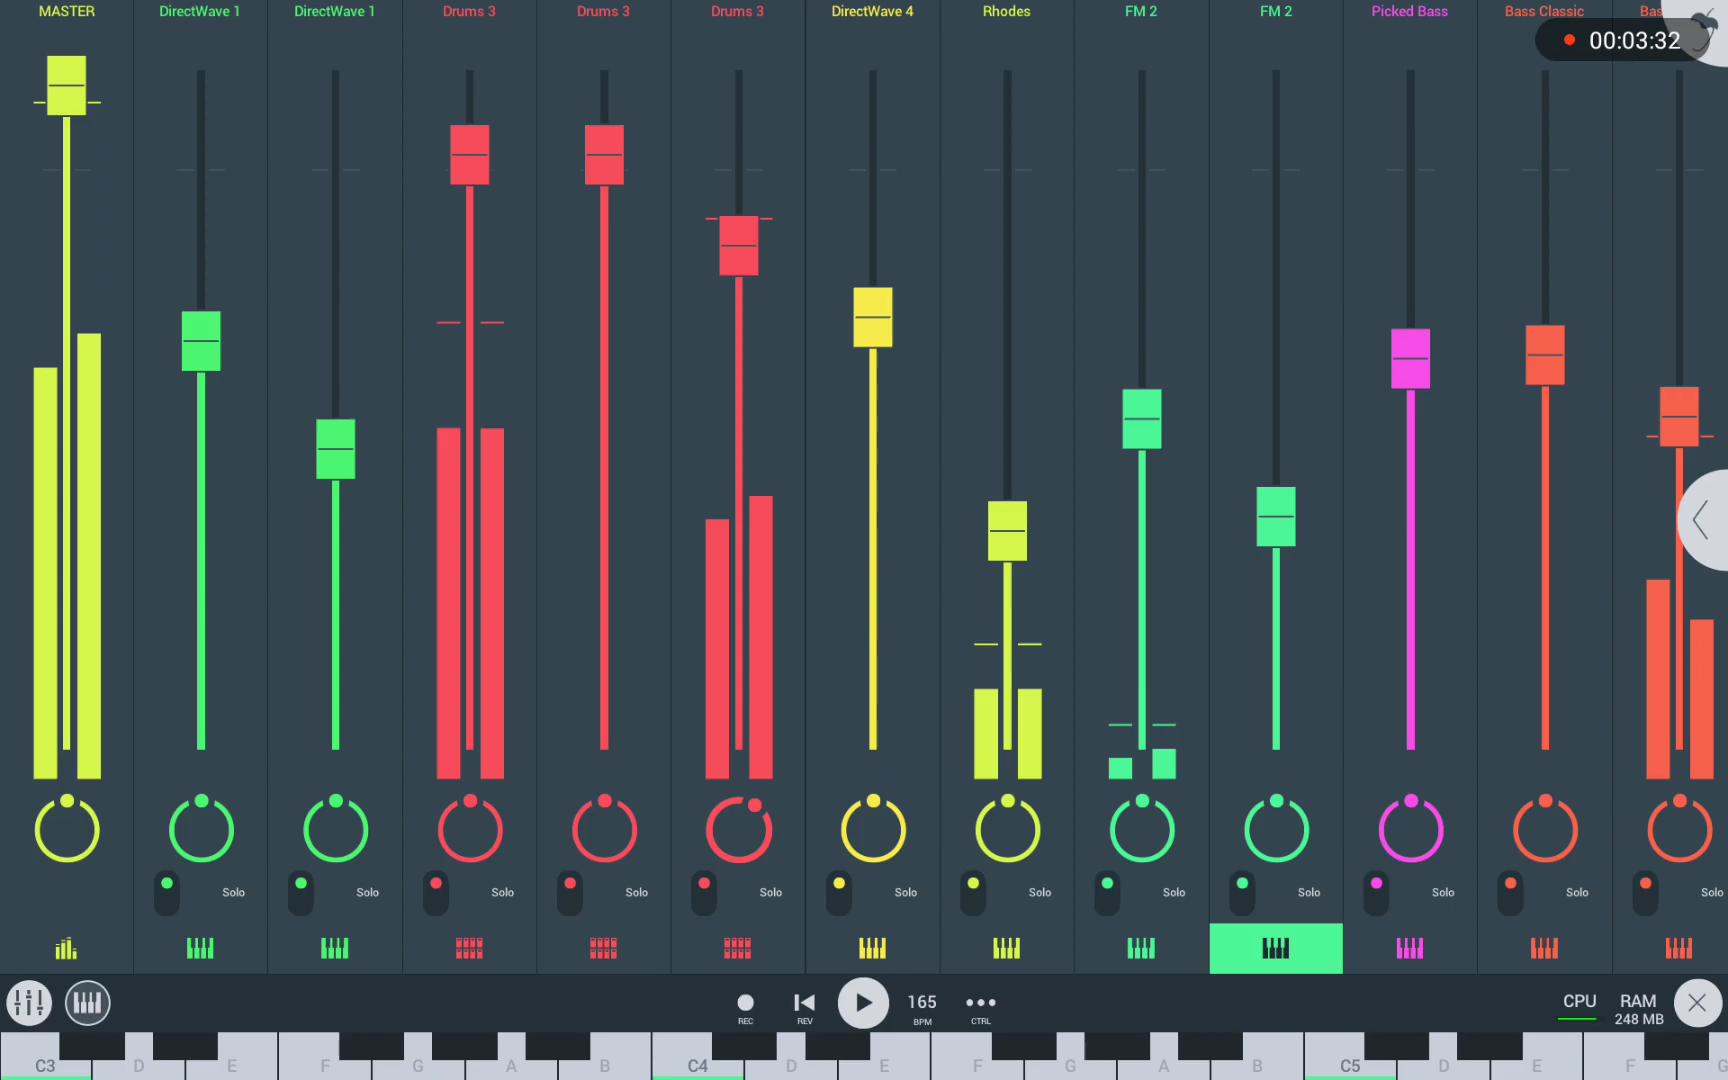 MASTER DirectWave 1 DirectWave 1 Drums 3 Drums 3 Drums 3 DirectWave 4 Rhodes FM 2 FM 2 Picked Bass Bass Classic
00:03:32
Solo Solo Solo Solo Solo Solo Solo Solo Solo Solo Solo Solo
165 CPU RAM
REC REV BPM CTRL 248 MB
C3 D E F G A B C4 D E F G A B C5 D E F G